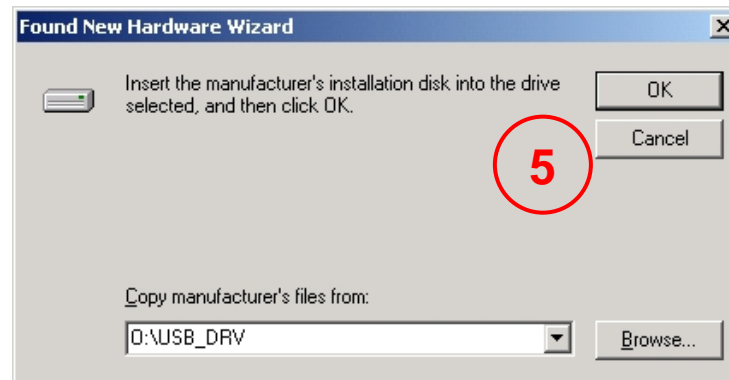 Found New Hardware Wizard
Insert the manufacturer's installation disk into the drive
selected, and then click OK.
OK
Cancel
5
Copy manufacturer's files from:
O:\USB_DRV
Browse...